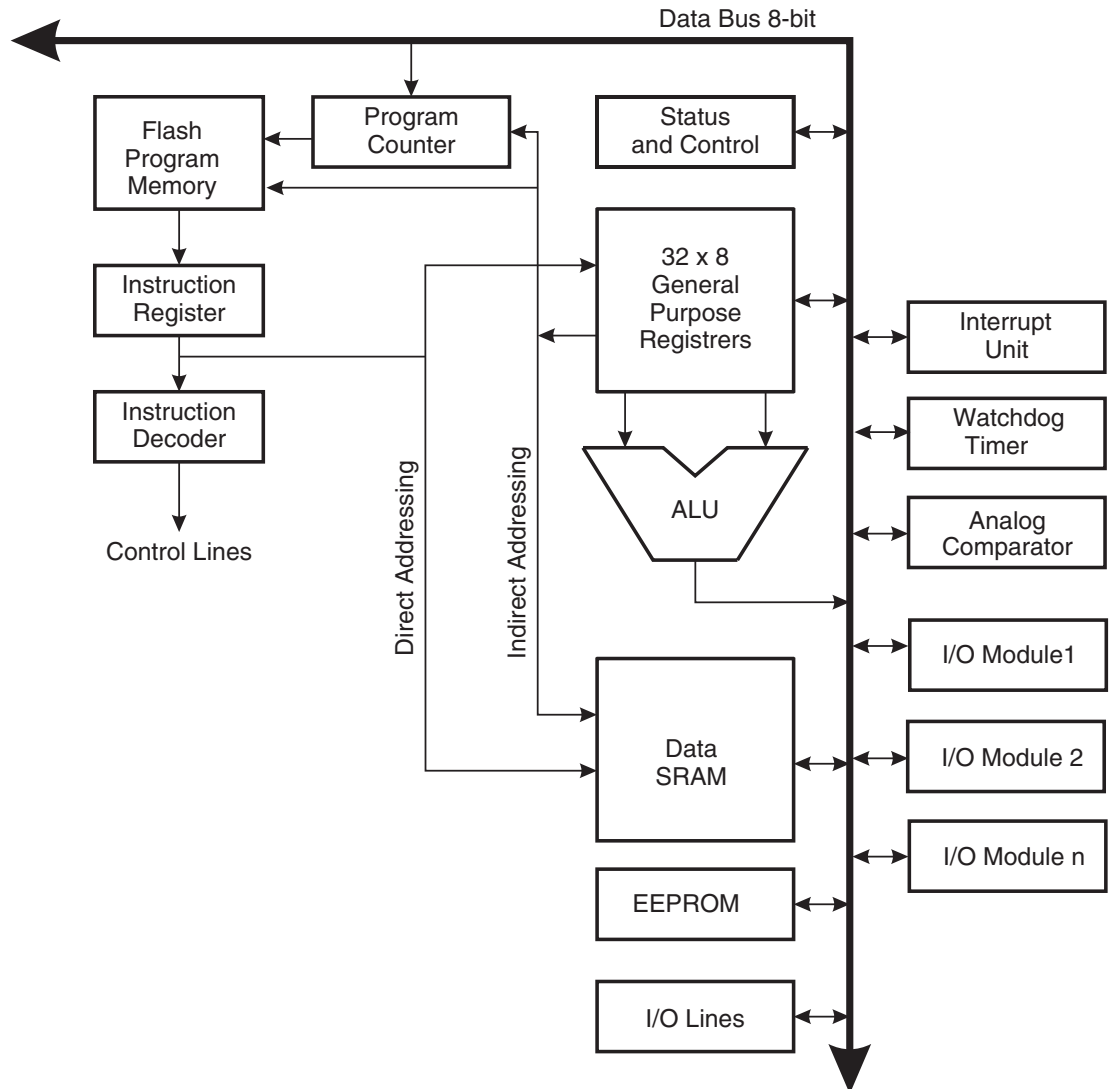 Data Bus 8-bit
Flash
Program
Memory
Program
Counter
Status
and Control
32 x 8
General
Purpose
Registrers
Instruction
Register
Instruction
Decoder
Control Lines
Direct Addressing
Indirect Addressing
ALU
Interrupt
Unit
Watchdog
Timer
Analog
Comparator
I/O Module1
Data
SRAM
I/O Module 2
I/O Module n
EEPROM
I/O Lines